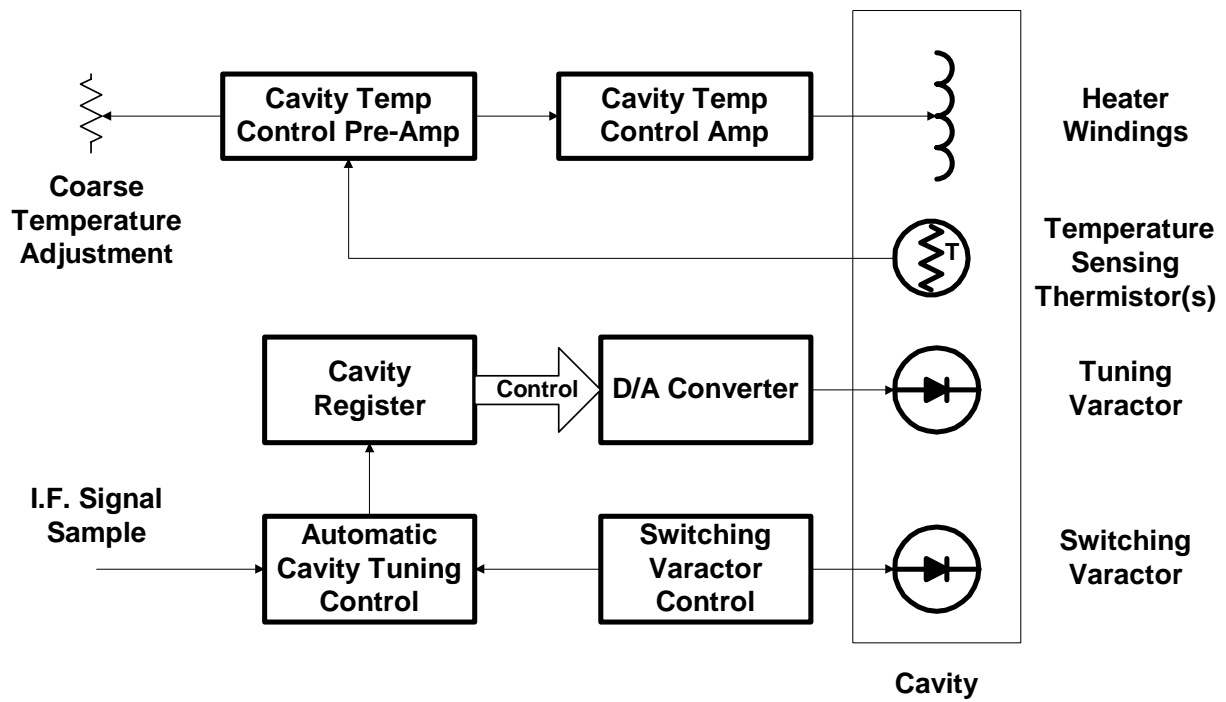 Cavity Temp
Control Pre-Amp
Cavity Temp
Control Amp
Heater
Windings
Coarse
Temperature
Adjustment
T
Temperature
Sensing
Thermistor(s)
Cavity
Register
Control
D/A Converter
Tuning
Varactor
I.F. Signal
Sample
Automatic
Cavity Tuning
Control
Switching
Varactor
Control
Switching
Varactor
Cavity